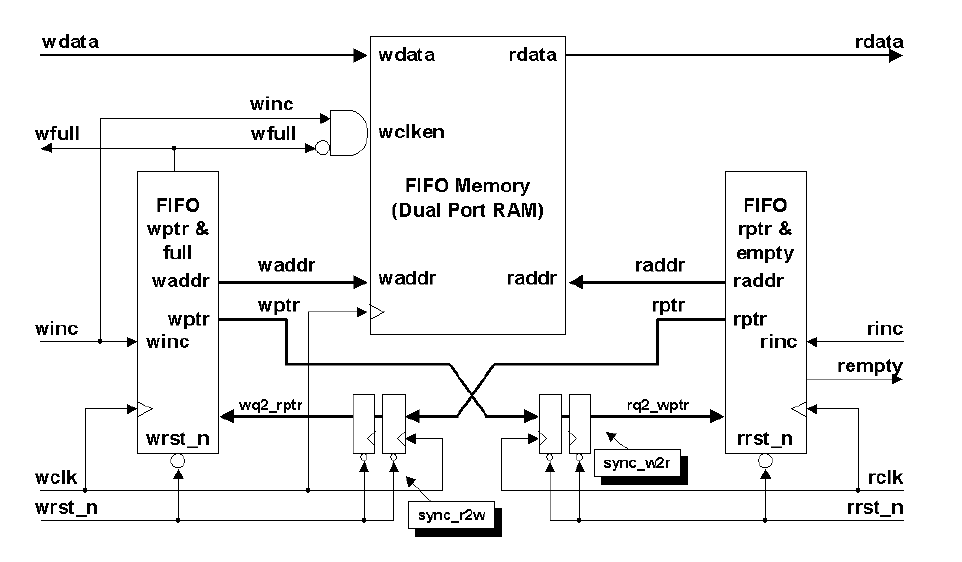 wdata
rdata
wdata
rdata
winc
wclken
wfull
wfull
FIFO Memory
(Dual Port RAM)
FIFO
wptr &
full
FIFO
rptr &
empty
waddr
waddr
waddr
raddr
raddr
raddr
wptr
wptr
rptr
rptr
winc
winc
rinc
rinc
rempty
wq2_rptr
rq2_wptr
wrst_n
rrst_n
sync_w2r
wclk
rclk
wrst_n
sync_r2w
rrst_n